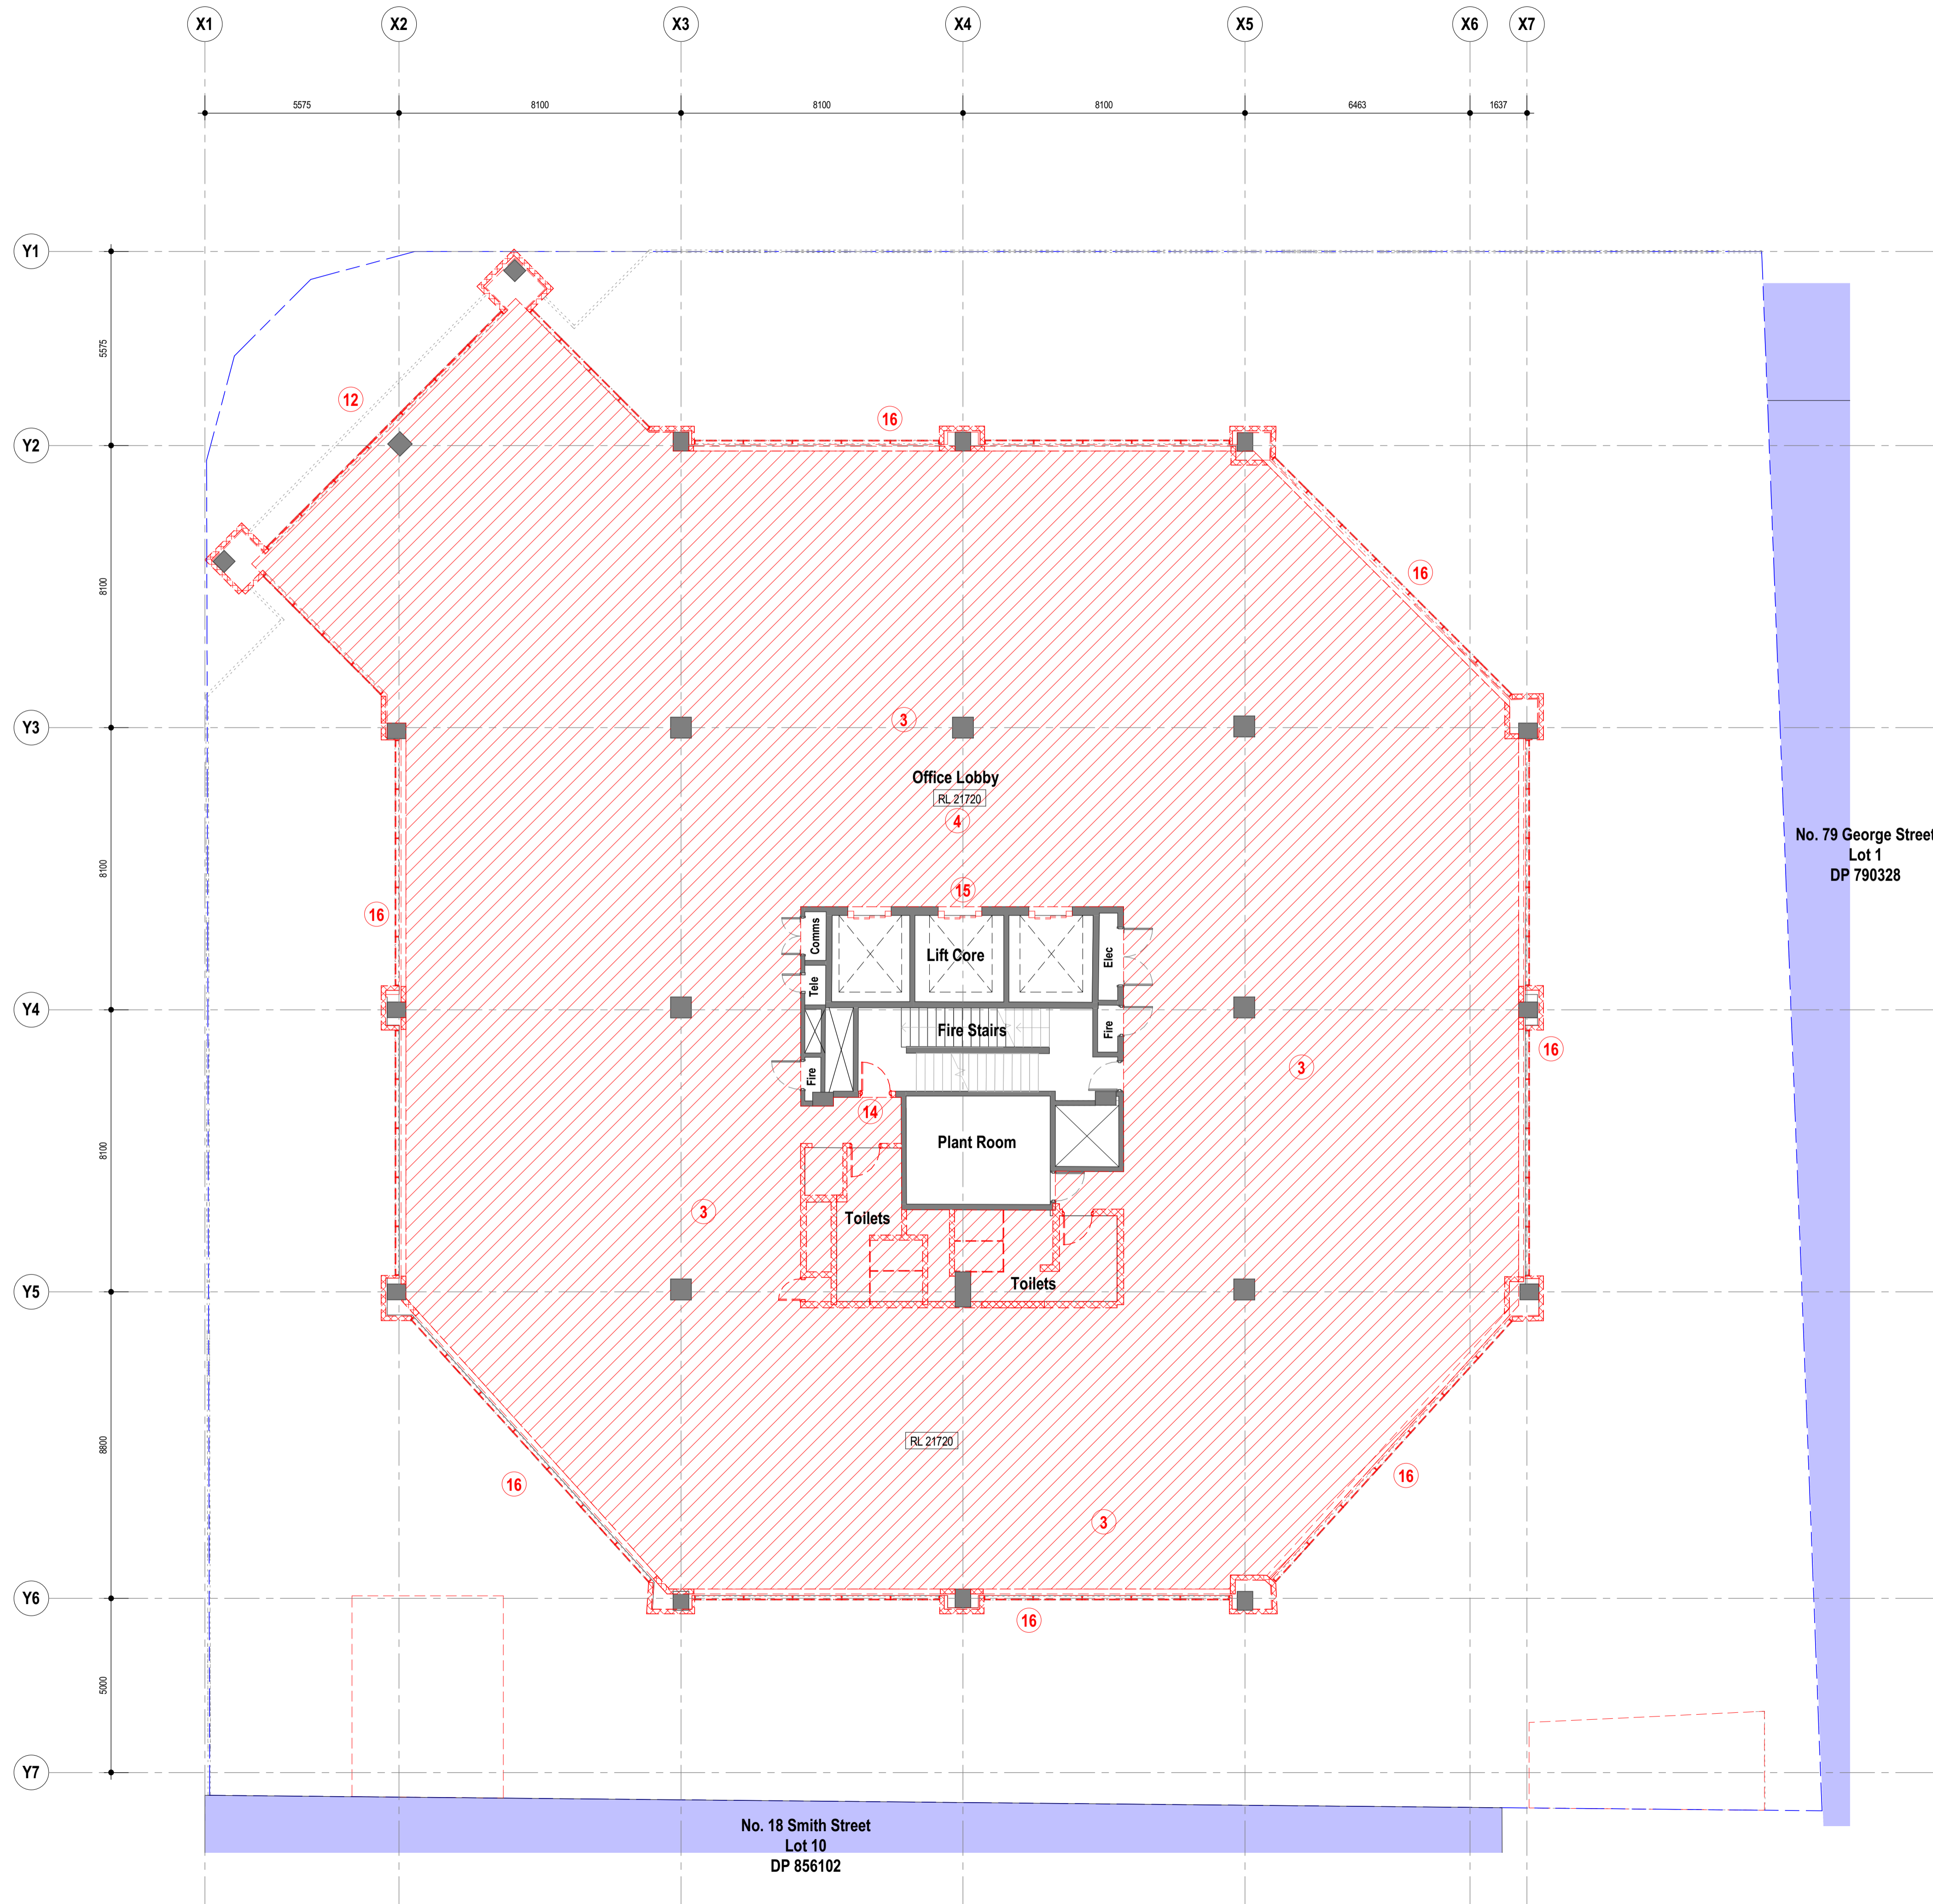 X1 X2 X3 X4 X5 X6 X7
5575 8100 8100 8100 6463 1637
Y1
5575
12
16
Y2
16
8100
Y3
3
Office Lobby
RL 21720
4
8100
No. 79 George Street
Lot 1
DP 790328
15
16
Comms
Lift Core
Elec
Tele
Y4
Fire Stairs
Fire
16
3
Fire
14
8100
Plant Room
3
Toilets
Toilets
Y5
8800
RL 21720
16
16
3
Y6
16
5000
Y7
No. 18 Smith Street
Lot 10
DP 856102